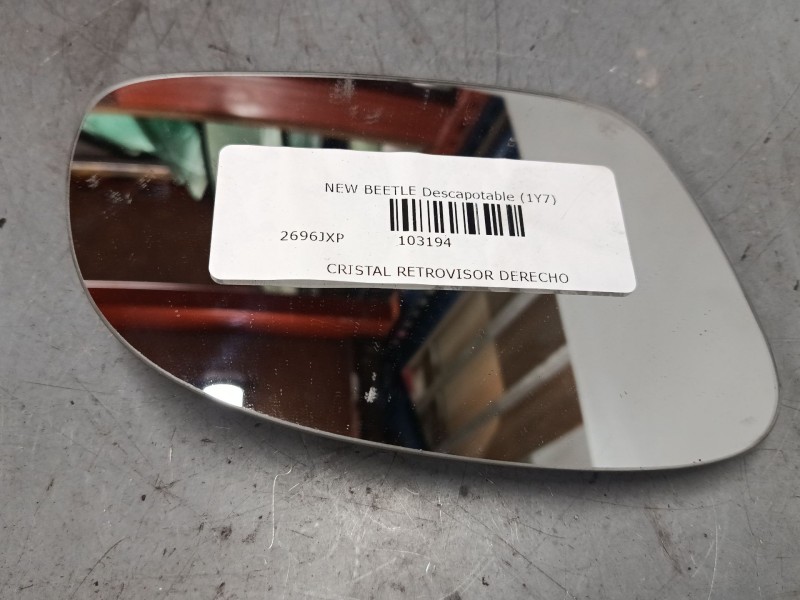 NEW BEETLE Descapotable (1Y7)
2696JXP 103194
CRISTAL RETROVISOR DERECHO